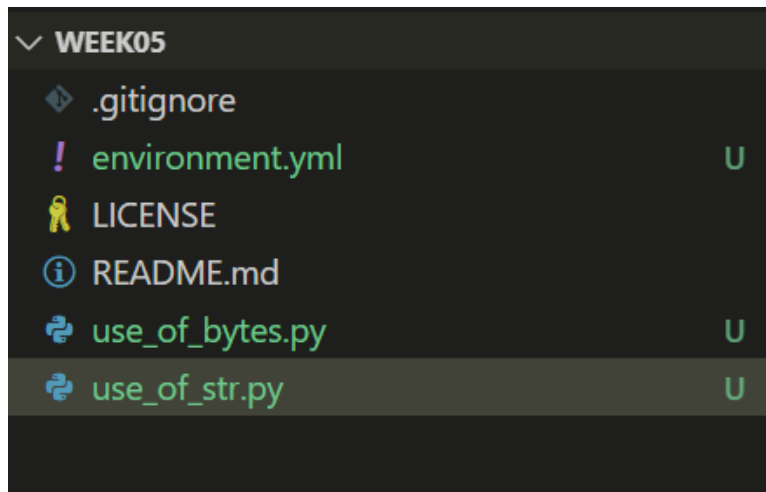 WEEK05
.gitignore
! environment.yml U
LICENSE
README.md
use_of_bytes.py U
use_of_str.py U